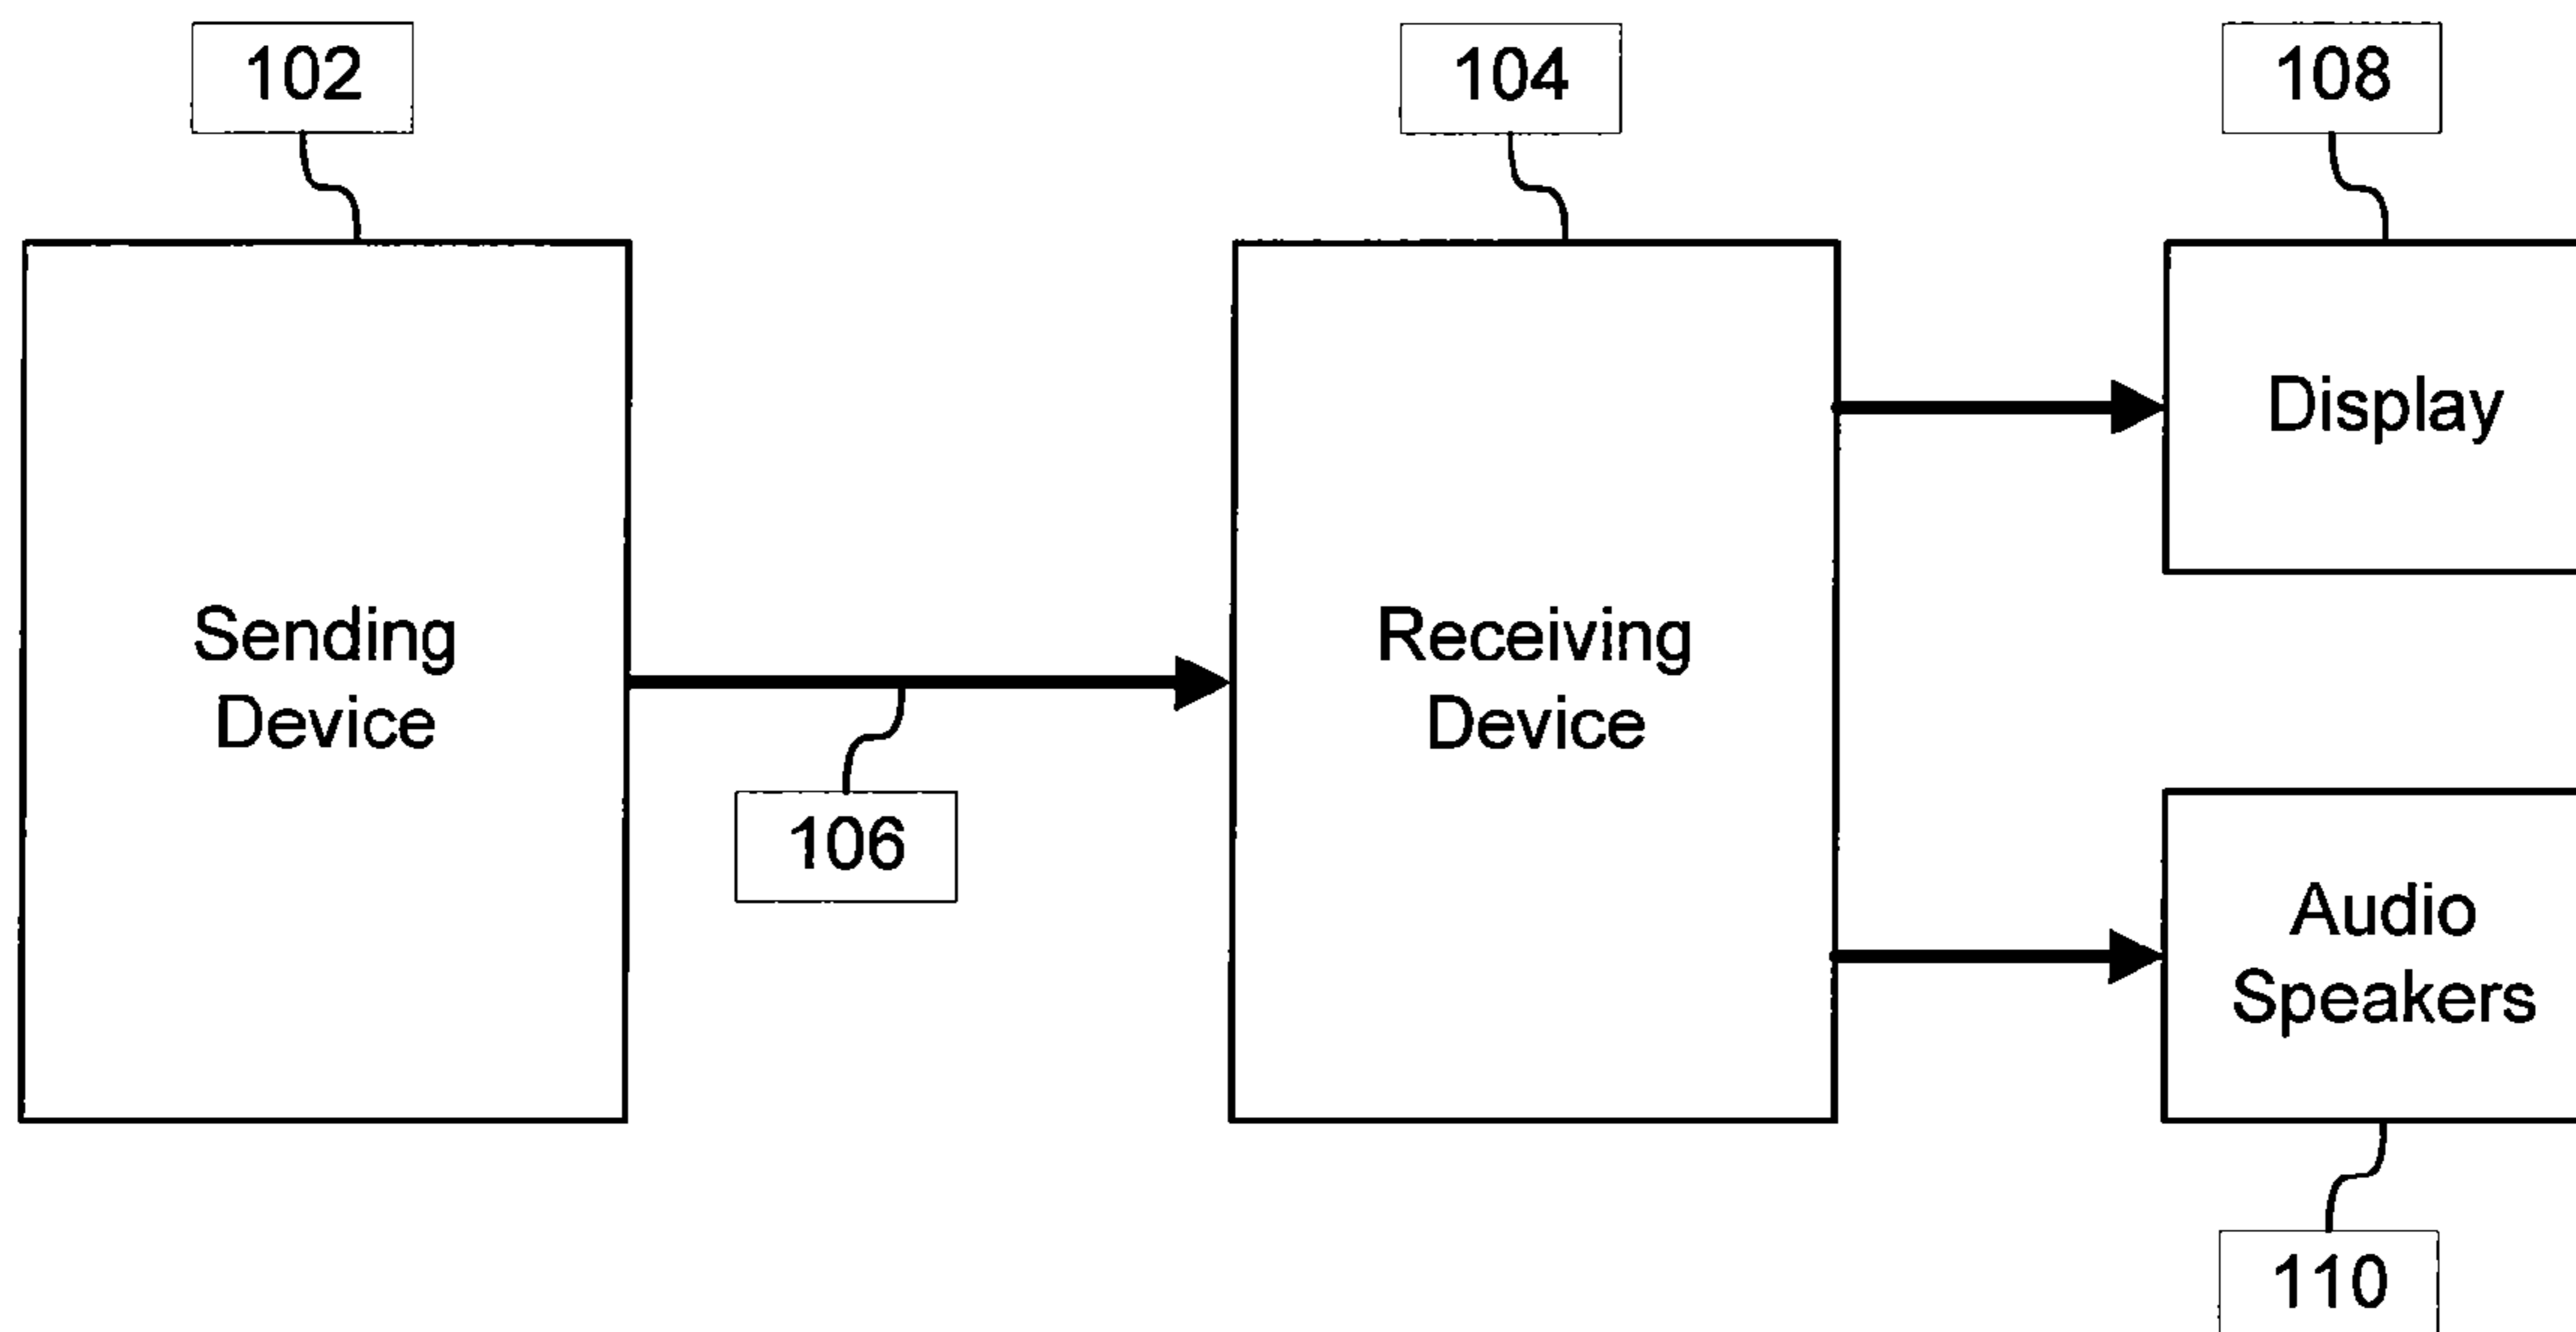 102
104
108
Sending
Device
106
Receiving
Device
Display
Audio
Speakers
110